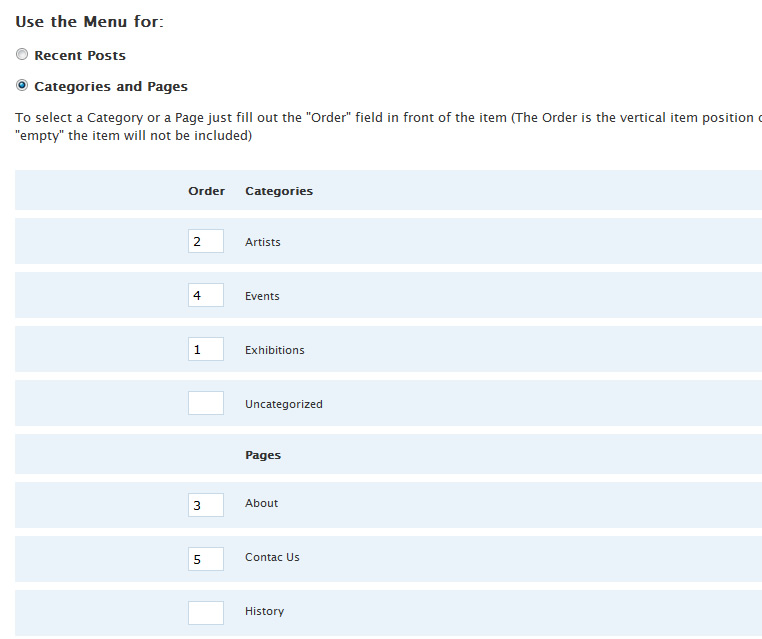 Use the Menu for:
Recent Posts
Categories and Pages
To select a Category or a Page just fill out the "Order" field in front of the item (The Order is the vertical item position
"empty" the item will not be included)
Order Categories
2 Artists
4 Events
1 Exhibitions
Uncategorized
Pages
3 About
5 Contac Us
History